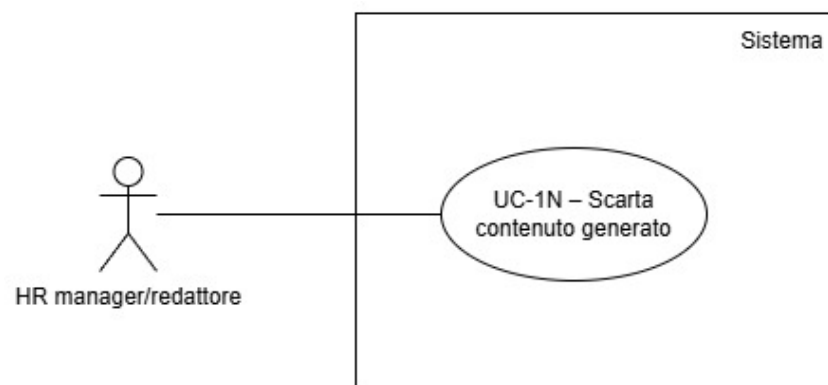 Sistema
UC-1N – Scarta
contenuto generato
HR manager/redattore